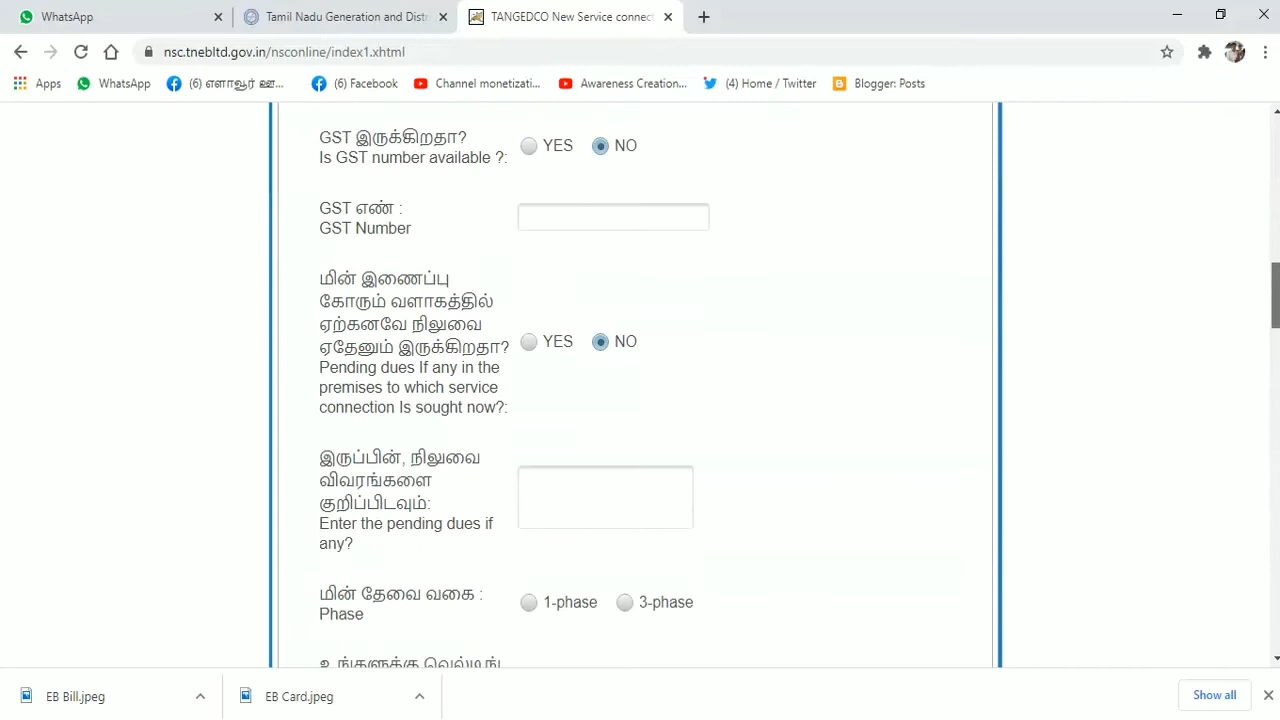 WhatsApp
Tamil Nadu Generation and Distr
TANGEDCO New Service connect
nsc.tnebltd.gov.in/nsconline/index1.xhtml
Apps
WhatsApp
(6) எளாவூர் ஊ...
(6) Facebook
Channel monetizati...
Awareness Creation...
(4) Home / Twitter
Blogger: Posts
GST இருக்கிறதா?
Is GST number available ?:
YES NO
GST எண் :
GST Number
மின் இணைப்பு
கோரும் வளாகத்தில்
ஏற்கனவே நிலுவை
ஏதேனும் இருக்கிறதா?
Pending dues If any in the
premises to which service
connection Is sought now?:
YES NO
இருப்பின், நிலுவை
விவரங்களை
குறிப்பிடவும்:
Enter the pending dues if
any?
மின் தேவை வகை :
Phase
1-phase 3-phase
உங்களுக்கு வெல்டிங்
EB Bill.jpeg
EB Card.jpeg
Show all